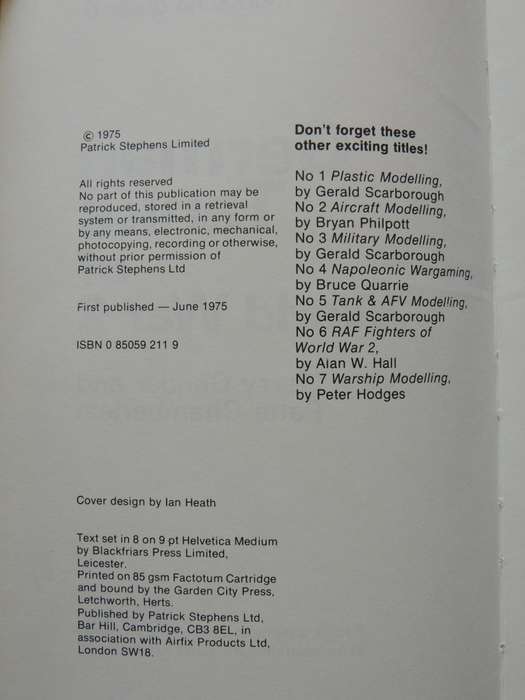 © 1975
Patrick Stephens Limited
All rights reserved
No part of this publication may be
reproduced, stored in a retrieval
system or transmitted, in any form or
by any means, electronic, mechanical,
photocopying, recording or otherwise,
without prior permission of
Patrick Stephens Ltd
First published — June 1975
ISBN 0 85059 211 9
Don't forget these
other exciting titles!
No 1 Plastic Modelling,
by Gerald Scarborough
No 2 Aircraft Modelling,
by Bryan Philpott
No 3 Military Modelling,
by Gerald Scarborough
No 4 Napoleonic Wargaming,
by Bruce Quarrie
No 5 Tank & AFV Modelling,
by Gerald Scarborough
No 6 RAF Fighters of
World War 2,
by Alan W. Hall
No 7 Warship Modelling,
by Peter Hodges
Cover design by Ian Heath
Text set in 8 on 9 pt Helvetica Medium
by Blackfriars Press Limited,
Leicester.
Printed on 85 gsm Factotum Cartridge
and bound by the Garden City Press,
Letchworth, Herts.
Published by Patrick Stephens Ltd,
Bar Hill, Cambridge, CB3 8EL, in
association with Airfix Products Ltd,
London SW18.